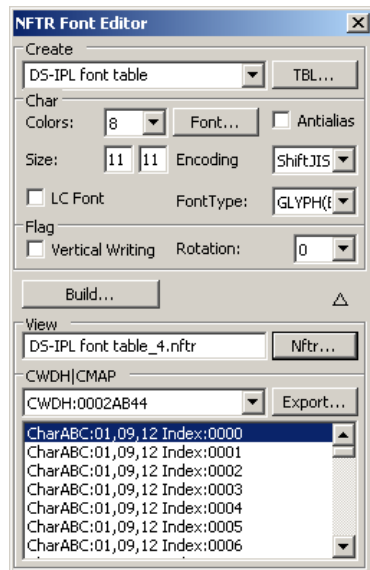 NFTR Font Editor
Create
DS-IPL font table TBL...
Char
Colors: 8 Font... Antialias
Size: 11 11 Encoding ShiftJIS
LC Font FontType: GLYPH(
Flag
Vertical Writing Rotation: 0
Build... △
View
DS-IPL font table_4.nftr Nftr...
CWDH|CMAP
CWDH:0002AB44 Export...
CharABC:01,09,12 Index:0000
CharABC:01,09,12 Index:0001
CharABC:01,09,12 Index:0002
CharABC:01,09,12 Index:0003
CharABC:01,09,12 Index:0004
CharABC:01,09,12 Index:0005
CharABC:01,09,12 Index:0006